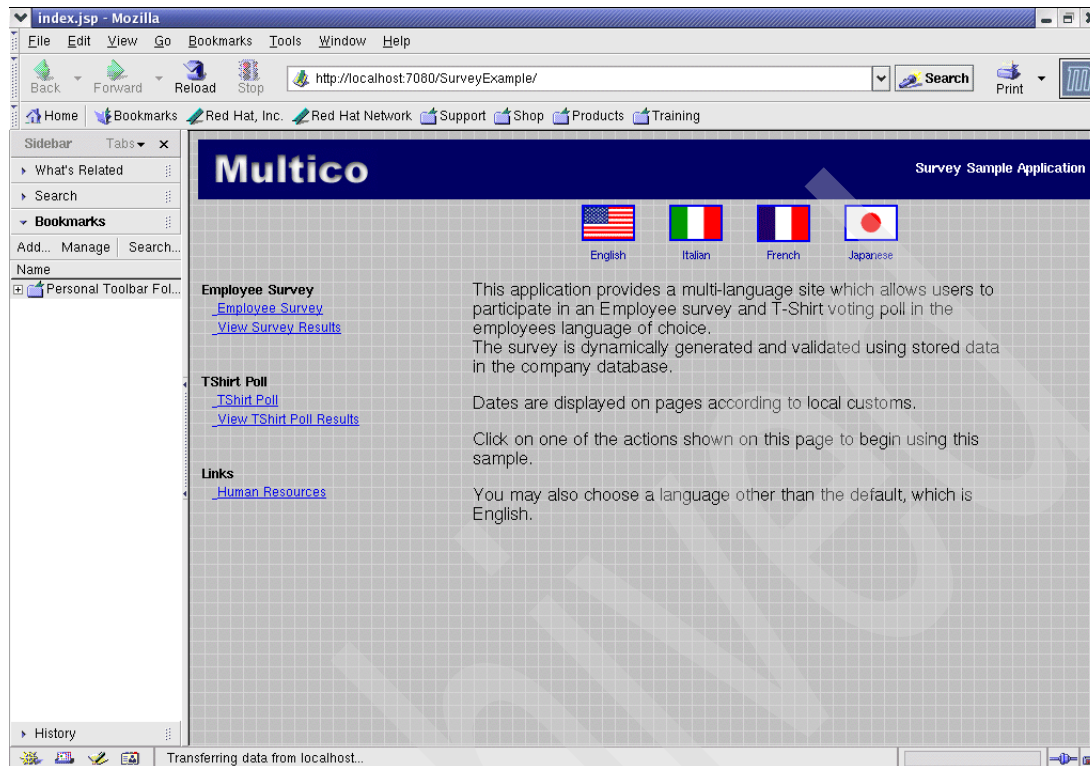 index.jsp - Mozilla
File Edit View Go Bookmarks Tools Window Help
Back Forward Reload Stop http://localhost:7080/SurveyExample/ Search Print
Home Bookmarks Red Hat, Inc. Red Hat Network Support Shop Products Training
Sidebar Tabs
What's Related
Search
Bookmarks
Add... Manage Search...
Name
Personal Toolbar Fol...
History
Multico
Survey Sample Application
English Italian French Japanese
Employee Survey
Employee Survey
View Survey Results
TShirt Poll
TShirt Poll
View TShirt Poll Results
Links
Human Resources
This application provides a multi-language site which allows users to
participate in an Employee survey and T-Shirt voting poll in the
employees language of choice.
The survey is dynamically generated and validated using stored data
in the company database.
Dates are displayed on pages according to local customs.
Click on one of the actions shown on this page to begin using this
sample.
You may also choose a language other than the default, which is
English.
Transferring data from localhost...